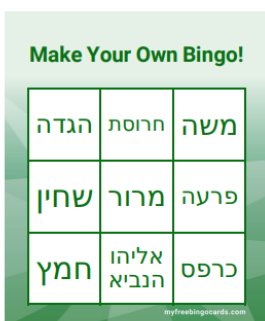 Make Your Own Bingo!
משה
חרוסת
הגדה
פרעה
מרור
שחין
כרפס
אליהו
הנביא
חמץ
myfreebingocards.com